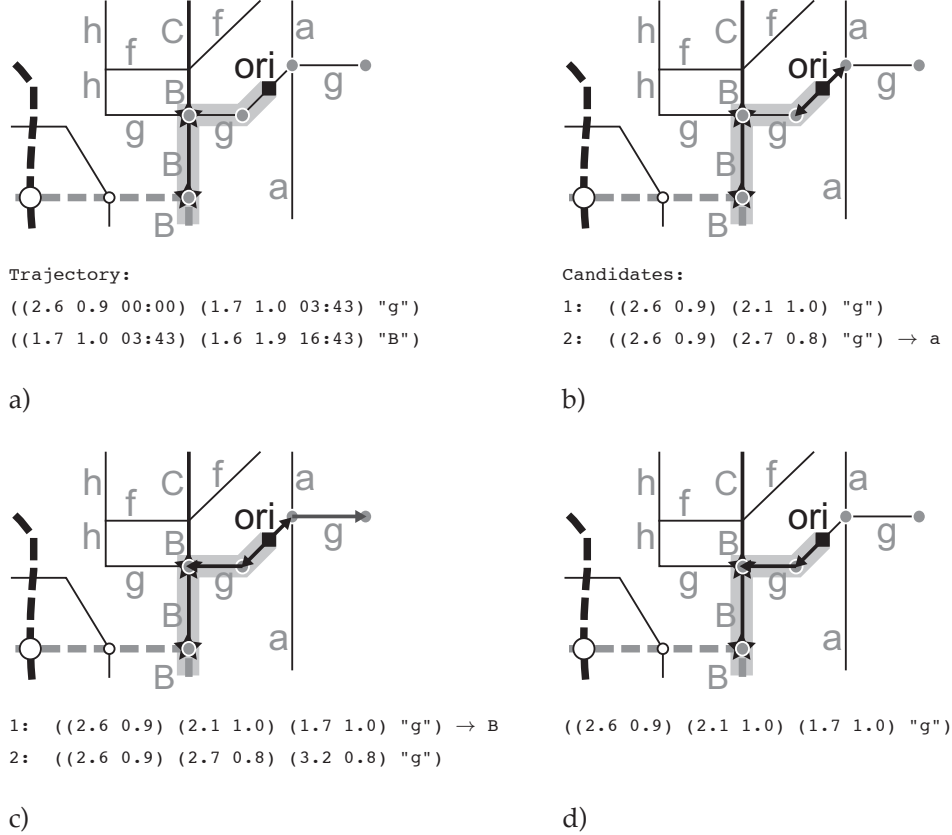 h C f a
f ori
h B g
g g
B a
B
Trajectory:
((2.6 0.9 00:00) (1.7 1.0 03:43) "g")
((1.7 1.0 03:43) (1.6 1.9 16:43) "B")
a)
h C f a
f ori
h B g
g g
B a
B
Candidates:
1: ((2.6 0.9) (2.1 1.0) "g")
2: ((2.6 0.9) (2.7 0.8) "g") → a
b)
h C f a
f ori
h B g
g g
B a
B
1: ((2.6 0.9) (2.1 1.0) (1.7 1.0) "g") → B
2: ((2.6 0.9) (2.7 0.8) (3.2 0.8) "g")
c)
h C f a
f ori
h B g
g g
B a
B
((2.6 0.9) (2.1 1.0) (1.7 1.0) "g")
d)